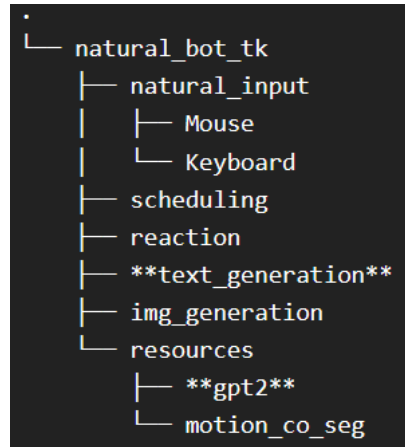 .
└── natural_bot_tk
    ├── natural_input
    │   ├── Mouse
    │   └── Keyboard
    ├── scheduling
    ├── reaction
    ├── **text_generation**
    ├── img_generation
    └── resources
        ├── **gpt2**
        └── motion_co_seg